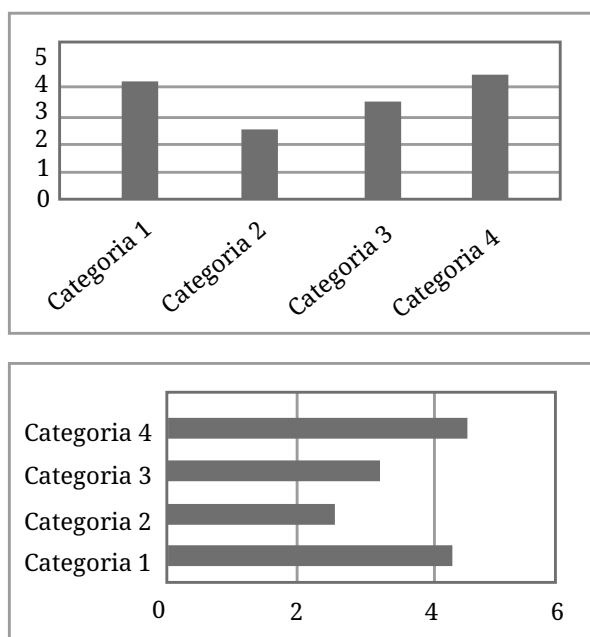 5
4
3
2
1
0
Categoria 1
Categoria 2
Categoria 3
Categoria 4
Categoria 4
Categoria 3
Categoria 2
Categoria 1
0 2 4 6